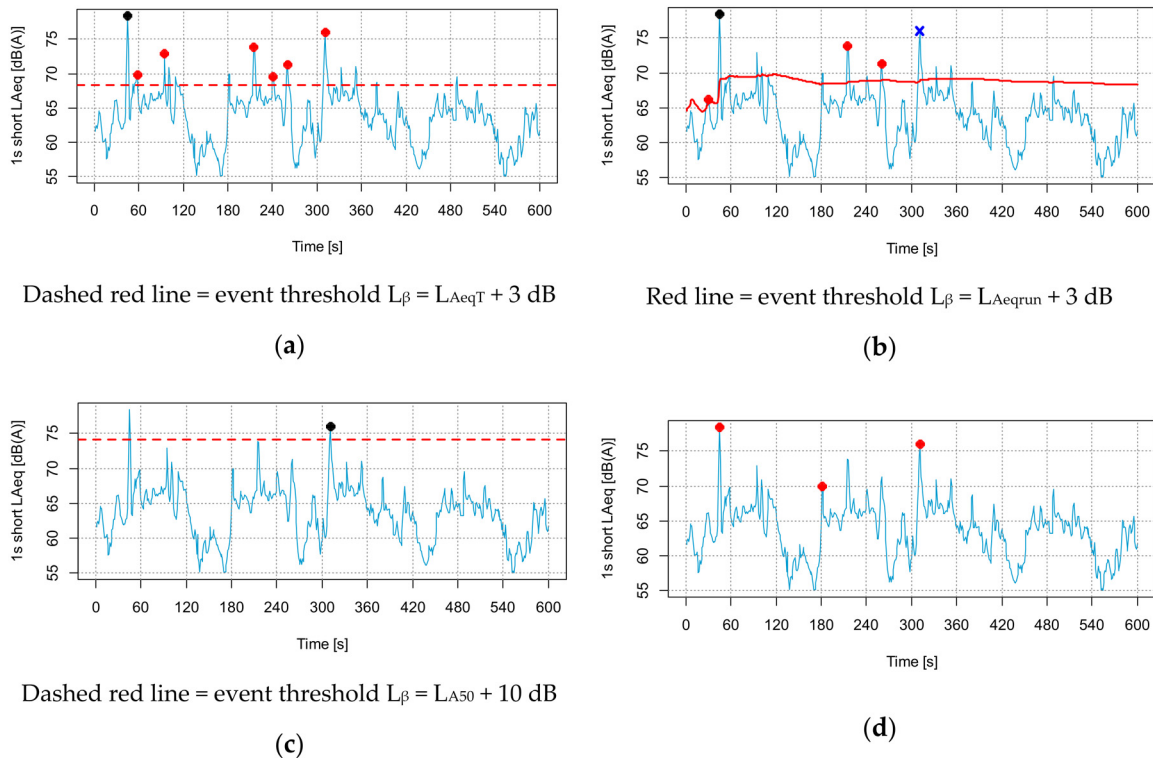 1s short LAeq [dB(A)]
75
70
65
60
55
0 60 120 180 240 300 360 420 480 540 600
Time [s]
Dashed red line = event threshold Lβ = LAeqT + 3 dB
(a)
1s short LAeq [dB(A)]
75
70
65
60
55
0 60 120 180 240 300 360 420 480 540 600
Time [s]
Red line = event threshold Lβ = LAeqrun + 3 dB
(b)
1s short LAeq [dB(A)]
75
70
65
60
55
0 60 120 180 240 300 360 420 480 540 600
Time [s]
Dashed red line = event threshold Lβ = LA50 + 10 dB
(c)
1s short LAeq [dB(A)]
75
70
65
60
55
0 60 120 180 240 300 360 420 480 540 600
Time [s]
(d)